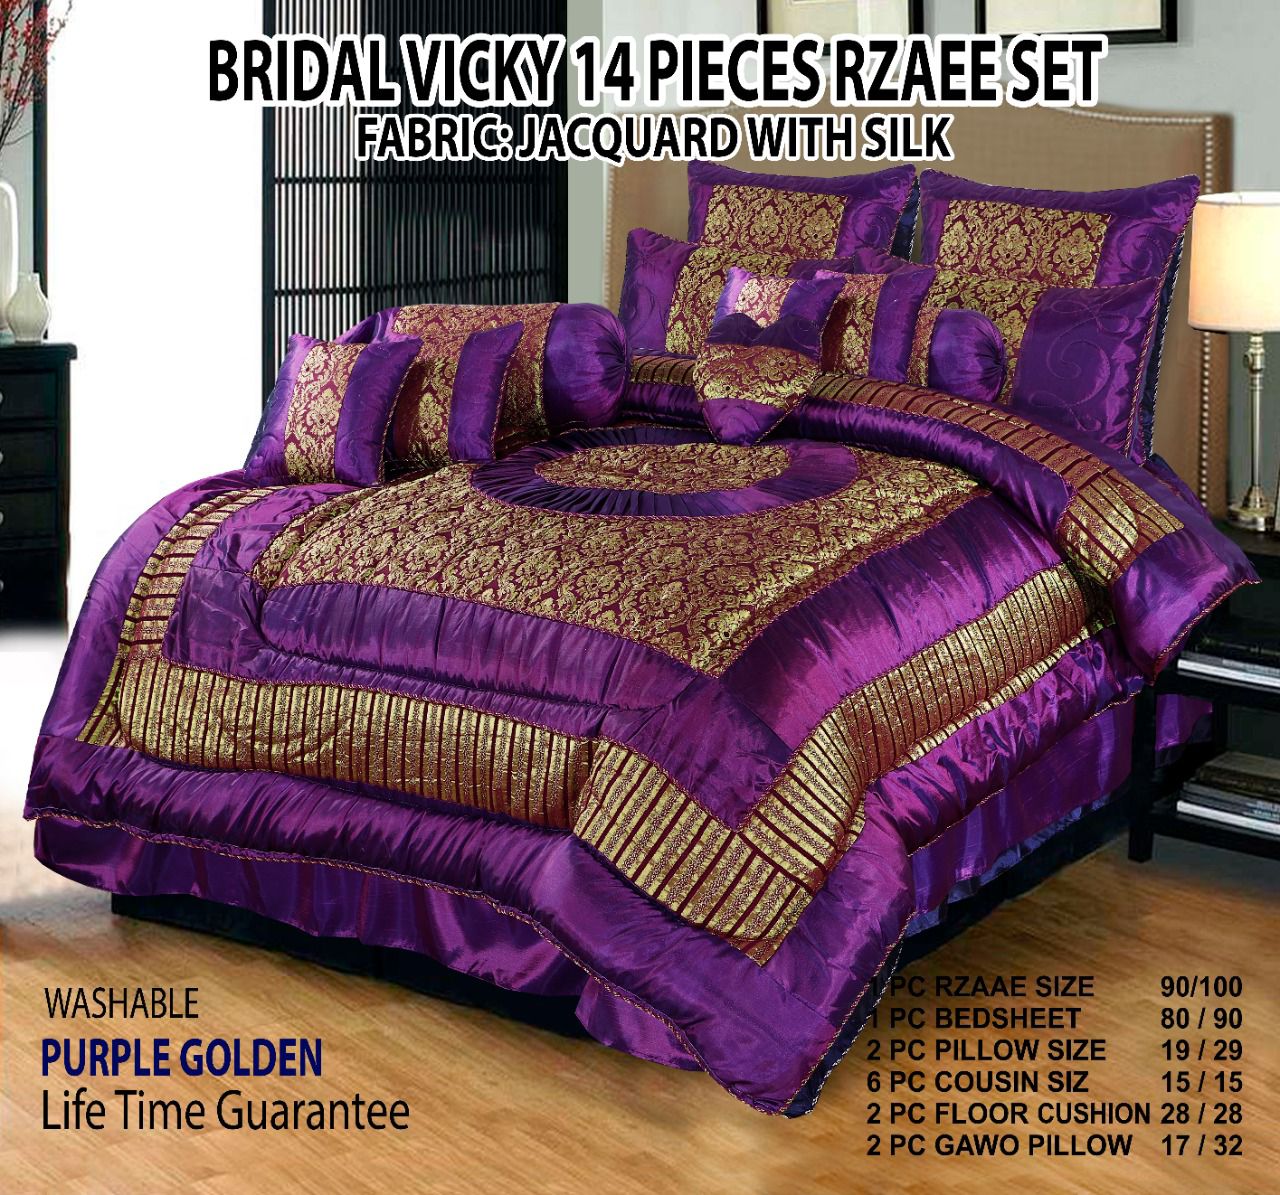 BRIDAL VICKY 14 PIECES RZAEE SET
FABRIC: JACQUARD WITH SILK
WASHABLE
PURPLE GOLDEN
Life Time Guarantee
1 PC RZAAE SIZE 90/100
1 PC BEDSHEET 80 / 90
2 PC PILLOW SIZE 19 / 29
6 PC COUSIN SIZ 15 / 15
2 PC FLOOR CUSHION 28 / 28
2 PC GAWO PILLOW 17 / 32